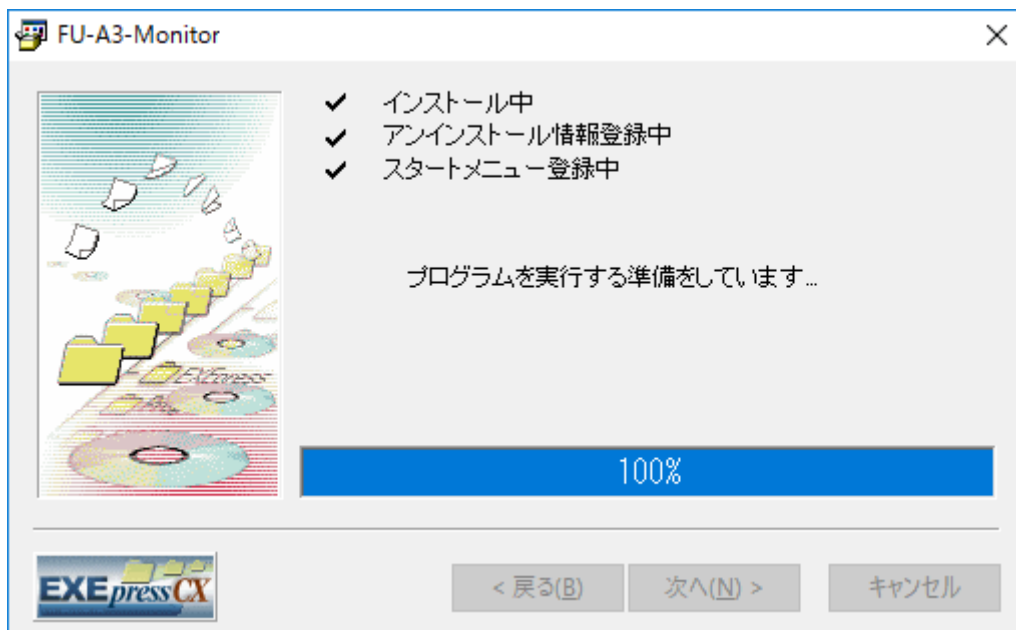 FU-A3-Monitor
インストール中
アンインストール情報登録中
スタートメニュー登録中
プログラムを実行する準備をしています...
EXEpress
100%
EXEpressCX
< 戻る(B)
次へ(N) >
キャンセル